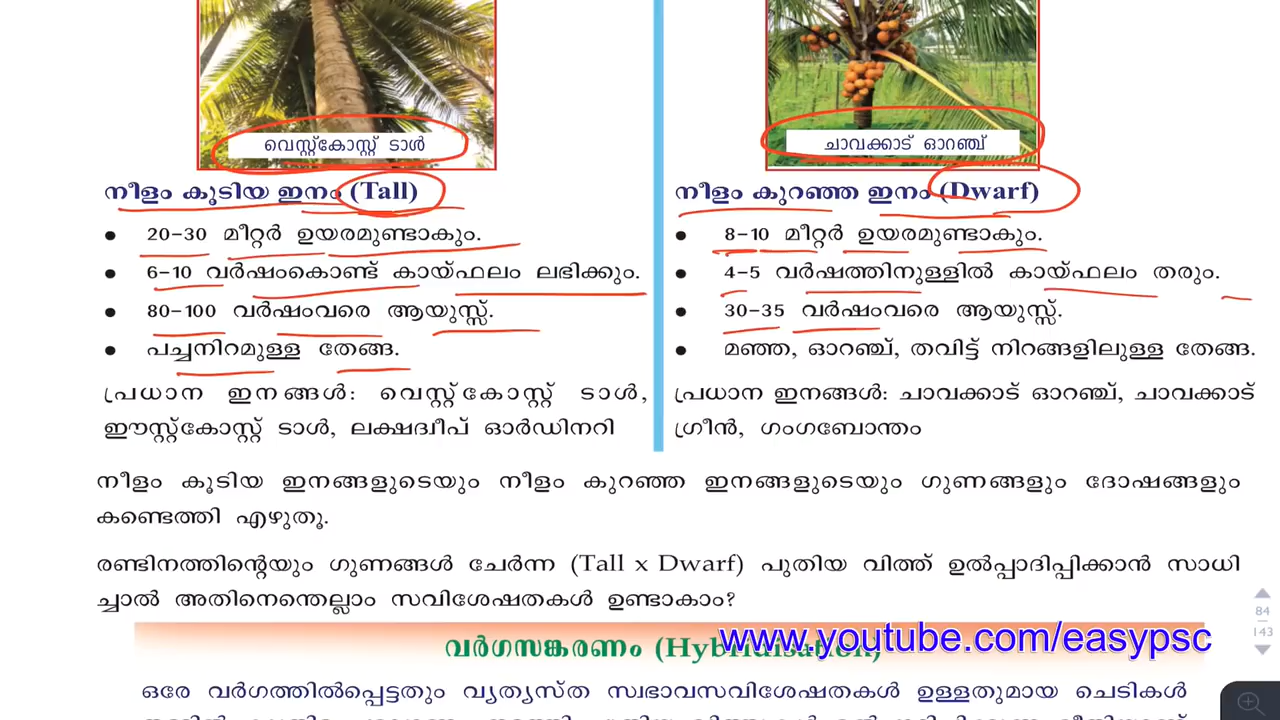 വെസ്റ്റ്കോസ്റ്റ് ടാൾ
നീളം കൂടിയ ഇനം (Tall)
• 20-30 മീറ്റർ ഉയരമുണ്ടാകും.
• 6-10 വർഷംകൊണ്ട് കായ്ഫലം ലഭിക്കും.
• 80-100 വർഷംവരെ ആയുസ്സ്.
• പച്ചനിറമുള്ള തേങ്ങ.
പ്രധാന ഇനങ്ങൾ: വെസ്റ്റ്കോസ്റ്റ് ടാൾ,
ഈസ്റ്റ്കോസ്റ്റ് ടാൾ, ലക്ഷദ്വീപ് ഓർഡിനറി
ചാവക്കാട് ഓറഞ്ച്
നീളം കുറഞ്ഞ ഇനം (Dwarf)
• 8-10 മീറ്റർ ഉയരമുണ്ടാകും.
• 4-5 വർഷത്തിനുള്ളിൽ കായ്ഫലം തരും.
• 30-35 വർഷംവരെ ആയുസ്സ്.
• മഞ്ഞ, ഓറഞ്ച്, തവിട്ട് നിറങ്ങളിലുള്ള തേങ്ങ.
പ്രധാന ഇനങ്ങൾ: ചാവക്കാട് ഓറഞ്ച്, ചാവക്കാട്
ഗ്രീൻ, ഗംഗബോന്തം
നീളം കൂടിയ ഇനങ്ങളുടെയും നീളം കുറഞ്ഞ ഇനങ്ങളുടെയും ഗുണങ്ങളും ദോഷങ്ങളും
കണ്ടെത്തി എഴുതൂ.
രണ്ടിനത്തിന്റെയും ഗുണങ്ങൾ ചേർന്ന (Tall x Dwarf) പുതിയ വിത്ത് ഉൽപ്പാദിപ്പിക്കാൻ സാധി
ച്ചാൽ അതിനെന്തെല്ലാം സവിശേഷതകൾ ഉണ്ടാകാം?
www.youtube.com/easypsc
വർഗസങ്കരണം (Hybridisation)
ഒരേ വർഗത്തിൽപ്പെട്ടതും വ്യത്യസ്ത സ്വഭാവസവിശേഷതകൾ ഉള്ളതുമായ ചെടികൾ
84
143